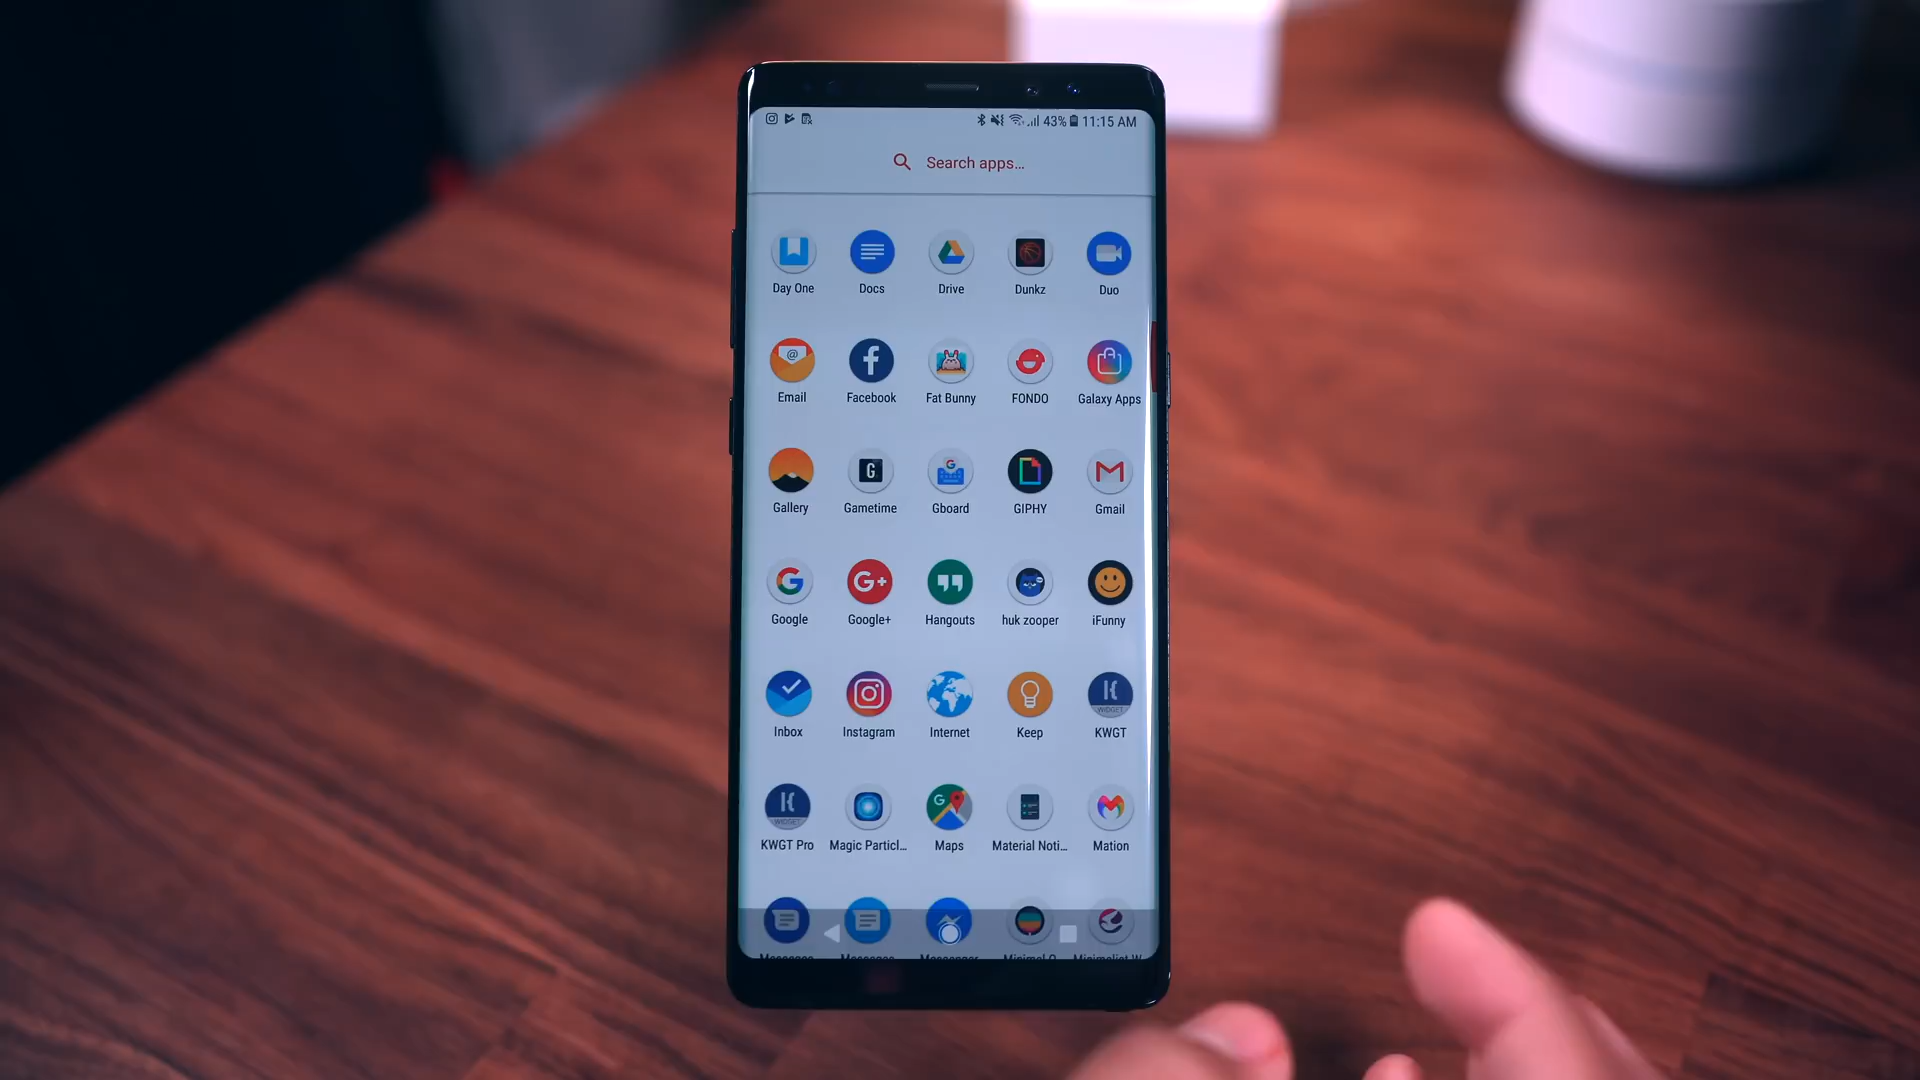 43% 11:15 AM
Search apps...
Day One Docs Drive Dunkz Duo
Email Facebook Fat Bunny FONDO Galaxy Apps
Gallery Gametime Gboard GIPHY Gmail
Google Google+ Hangouts huk zooper iFunny
Inbox Instagram Internet Keep KWGT
KWGT Pro Magic Particl... Maps Material Noti... Mation